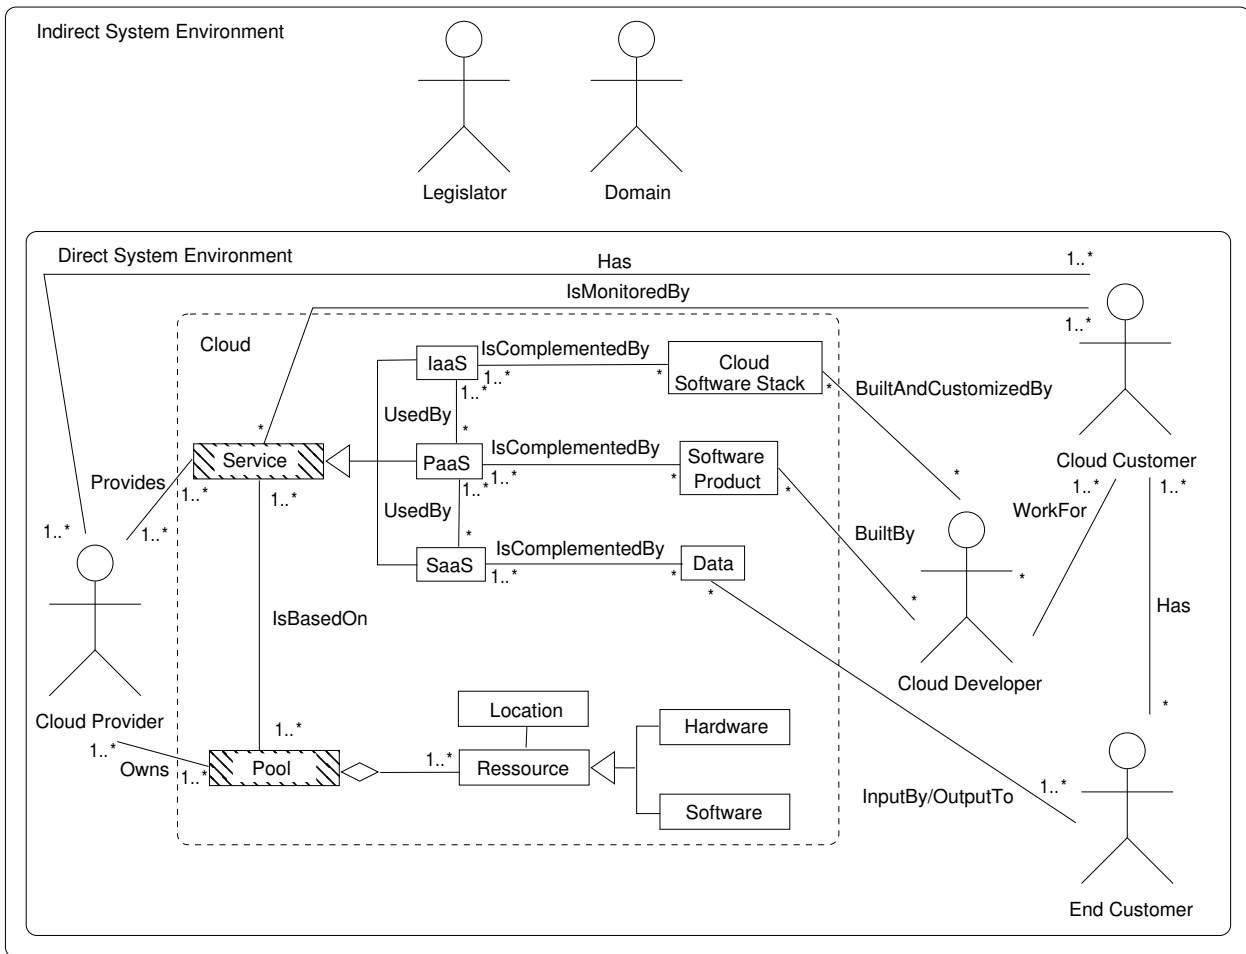 Indirect System Environment
Legislator
Domain
Direct System Environment
Has
1..*
IsMonitoredBy
1..*
Cloud
IaaS
IsComplementedBy
1..*
*
Cloud
Software Stack
*
BuiltAndCustomizedBy
*
1..*
UsedBy
*
*
Service
1..*
1..*
PaaS
IsComplementedBy
1..*
*
Software
Product
*
BuiltBy
*
Cloud Customer
1..*
1..*
WorkFor
*
Provides
1..*
1..*
1..*
UsedBy
*
SaaS
IsComplementedBy
1..*
*
Data
*
Has
*
IsBasedOn
Cloud Developer
Cloud Provider
1..*
Owns
1..*
1..*
Pool
1..*
Location
Ressource
Hardware
Software
InputBy/OutputTo
1..*
End Customer